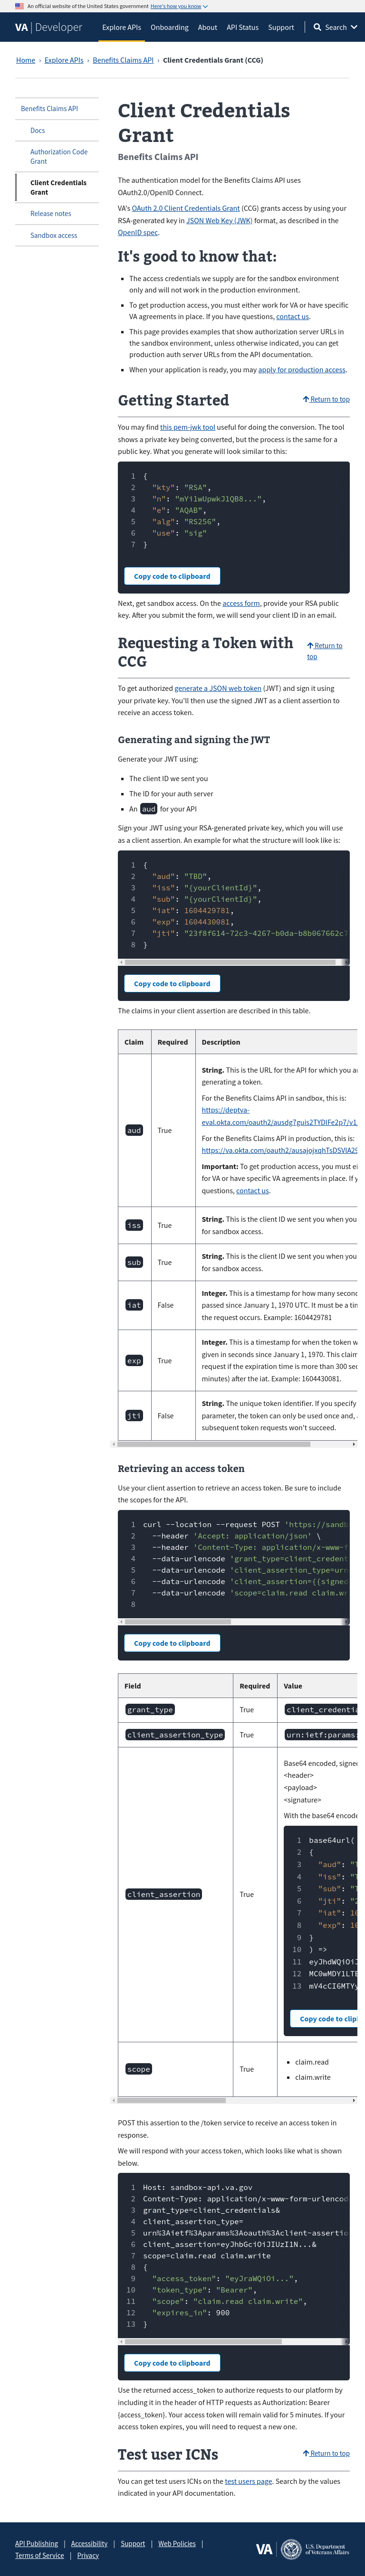 An official website of the United States government Here's how you know
VA | Developer
Explore APIs Onboarding About API Status Support Search
Home › Explore APIs › Benefits Claims API › Client Credentials Grant (CCG)
Benefits Claims API
Docs
Authorization Code
Grant
Client Credentials
Grant
Release notes
Sandbox access
Client Credentials
Grant
Benefits Claims API
The authentication model for the Benefits Claims API uses
OAuth2.0/OpenID Connect.
VA's OAuth 2.0 Client Credentials Grant (CCG) grants access by using your
RSA-generated key in JSON Web Key (JWK) format, as described in the
OpenID spec.
It's good to know that:
The access credentials we supply are for the sandbox environment
only and will not work in the production environment.
To get production access, you must either work for VA or have specific
VA agreements in place. If you have questions, contact us.
This page provides examples that show authorization server URLs in
the sandbox environment, unless otherwise indicated, you can get
production auth server URLs from the API documentation.
When your application is ready, you may apply for production access.
Getting Started
Return to top
You may find this pem-jwk tool useful for doing the conversion. The tool
shows a private key being converted, but the process is the same for a
public key. What you generate will look similar to this:
1 {
2 "kty": "RSA",
3 "n": "mYi1wUpwkJ1QB8...",
4 "e": "AQAB",
5 "alg": "RS256",
6 "use": "sig"
7 }
Copy code to clipboard
Next, get sandbox access. On the access form, provide your RSA public
key. After you submit the form, we will send your client ID in an email.
Requesting a Token with
CCG
Return to
top
To get authorized generate a JSON web token (JWT) and sign it using
your private key. You'll then use the signed JWT as a client assertion to
receive an access token.
Generating and signing the JWT
Generate your JWT using:
The client ID we sent you
The ID for your auth server
An aud for your API
Sign your JWT using your RSA-generated private key, which you will use
as a client assertion. An example for what the structure will look like is:
1 {
2 "aud": "TBD",
3 "iss": "{yourClientId}",
4 "sub": "{yourClientId}",
5 "iat": 1604429781,
6 "exp": 1604430081,
7 "jti": "23f8f614-72c3-4267-b0da-b8b067662c7
8 }
Copy code to clipboard
The claims in your client assertion are described in this table.
Claim Required Description
aud True
String. This is the URL for the API for which you a
generating a token.
For the Benefits Claims API in sandbox, this is:
https://deptva-
eval.okta.com/oauth2/ausdg7guis2TYDlFe2p7/v1/
For the Benefits Claims API in production, this is:
https://va.okta.com/oauth2/ausajojxqhTsDSVlA29
Important: To get production access, you must ei
for VA or have specific VA agreements in place. If y
questions, contact us.
iss True
String. This is the client ID we sent you when you
for sandbox access.
sub True
String. This is the client ID we sent you when you
for sandbox access.
iat False
Integer. This is a timestamp for how many second
passed since January 1, 1970 UTC. It must be a tim
the request occurs. Example: 1604429781
exp True
Integer. This is a timestamp for when the token w
given in seconds since January 1, 1970. This claim
request if the expiration time is more than 300 sec
minutes) after the iat. Example: 1604430081.
jti False
String. The unique token identifier. If you specify
parameter, the token can only be used once and,
subsequent token requests won't succeed.
Retrieving an access token
Use your client assertion to retrieve an access token. Be sure to include
the scopes for the API.
1 curl --location --request POST 'https://sandb
2 --header 'Accept: application/json' \
3 --header 'Content-Type: application/x-www-f
4 --data-urlencode 'grant_type=client_credent
5 --data-urlencode 'client_assertion_type=urn
6 --data-urlencode 'client_assertion={{signed
7 --data-urlencode 'scope=claim.read claim.wr
8
Copy code to clipboard
Field Required Value
grant_type True client_credentia
client_assertion_type True urn:ietf:params:
client_assertion True
Base64 encoded, signe
<header>
<payload>
<signature>
With the base64 encode
1 base64url(
2 {
3 "aud": "T
4 "iss": "
5 "sub": "
6 "jti": "2
7 "iat": 16
8 "exp": 16
9 }
10 ) =>
11 eyJhdWQiOiJ
12 MC0wMDY1LTE
13 mV4cCI6MTYy
Copy code to clip
scope True
claim.read
claim.write
POST this assertion to the /token service to receive an access token in
response.
We will respond with your access token, which looks like what is shown
below.
1 Host: sandbox-api.va.gov
2 Content-Type: application/x-www-form-urlencod
3 grant_type=client_credentials&
4 client_assertion_type=
5 urn%3Aietf%3Aparams%3Aoauth%3Aclient-assertio
6 client_assertion=eyJhbGciOiJIUzI1N...&
7 scope=claim.read claim.write
8 {
9 "access_token": "eyJraWQiOi...",
10 "token_type": "Bearer",
11 "scope": "claim.read claim.write",
12 "expires_in": 900
13 }
Copy code to clipboard
Use the returned access_token to authorize requests to our platform by
including it in the header of HTTP requests as Authorization: Bearer
{access_token}. Your access token will remain valid for 5 minutes. If your
access token expires, you will need to request a new one.
Test user ICNs
Return to top
You can get test users ICNs on the test users page. Search by the values
indicated in your API documentation.
API Publishing | Accessibility | Support | Web Policies |
Terms of Service | Privacy
VA | U.S. Department
of Veterans Affairs